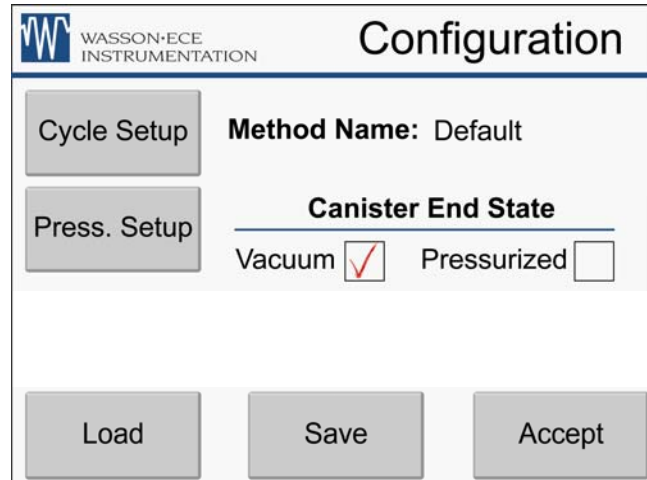 WASSON·ECE
INSTRUMENTATION
Configuration
Cycle Setup
Method Name: Default
Press. Setup
Canister End State
Vacuum
Pressurized
Load
Save
Accept